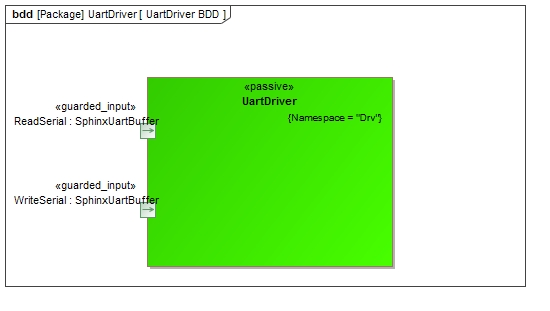 bdd [Package] UartDriver [ UartDriver BDD ]
«passive»
UartDriver
{Namespace = "Drv"}
«guarded_input»
ReadSerial : SphinxUartBuffer
«guarded_input»
WriteSerial : SphinxUartBuffer